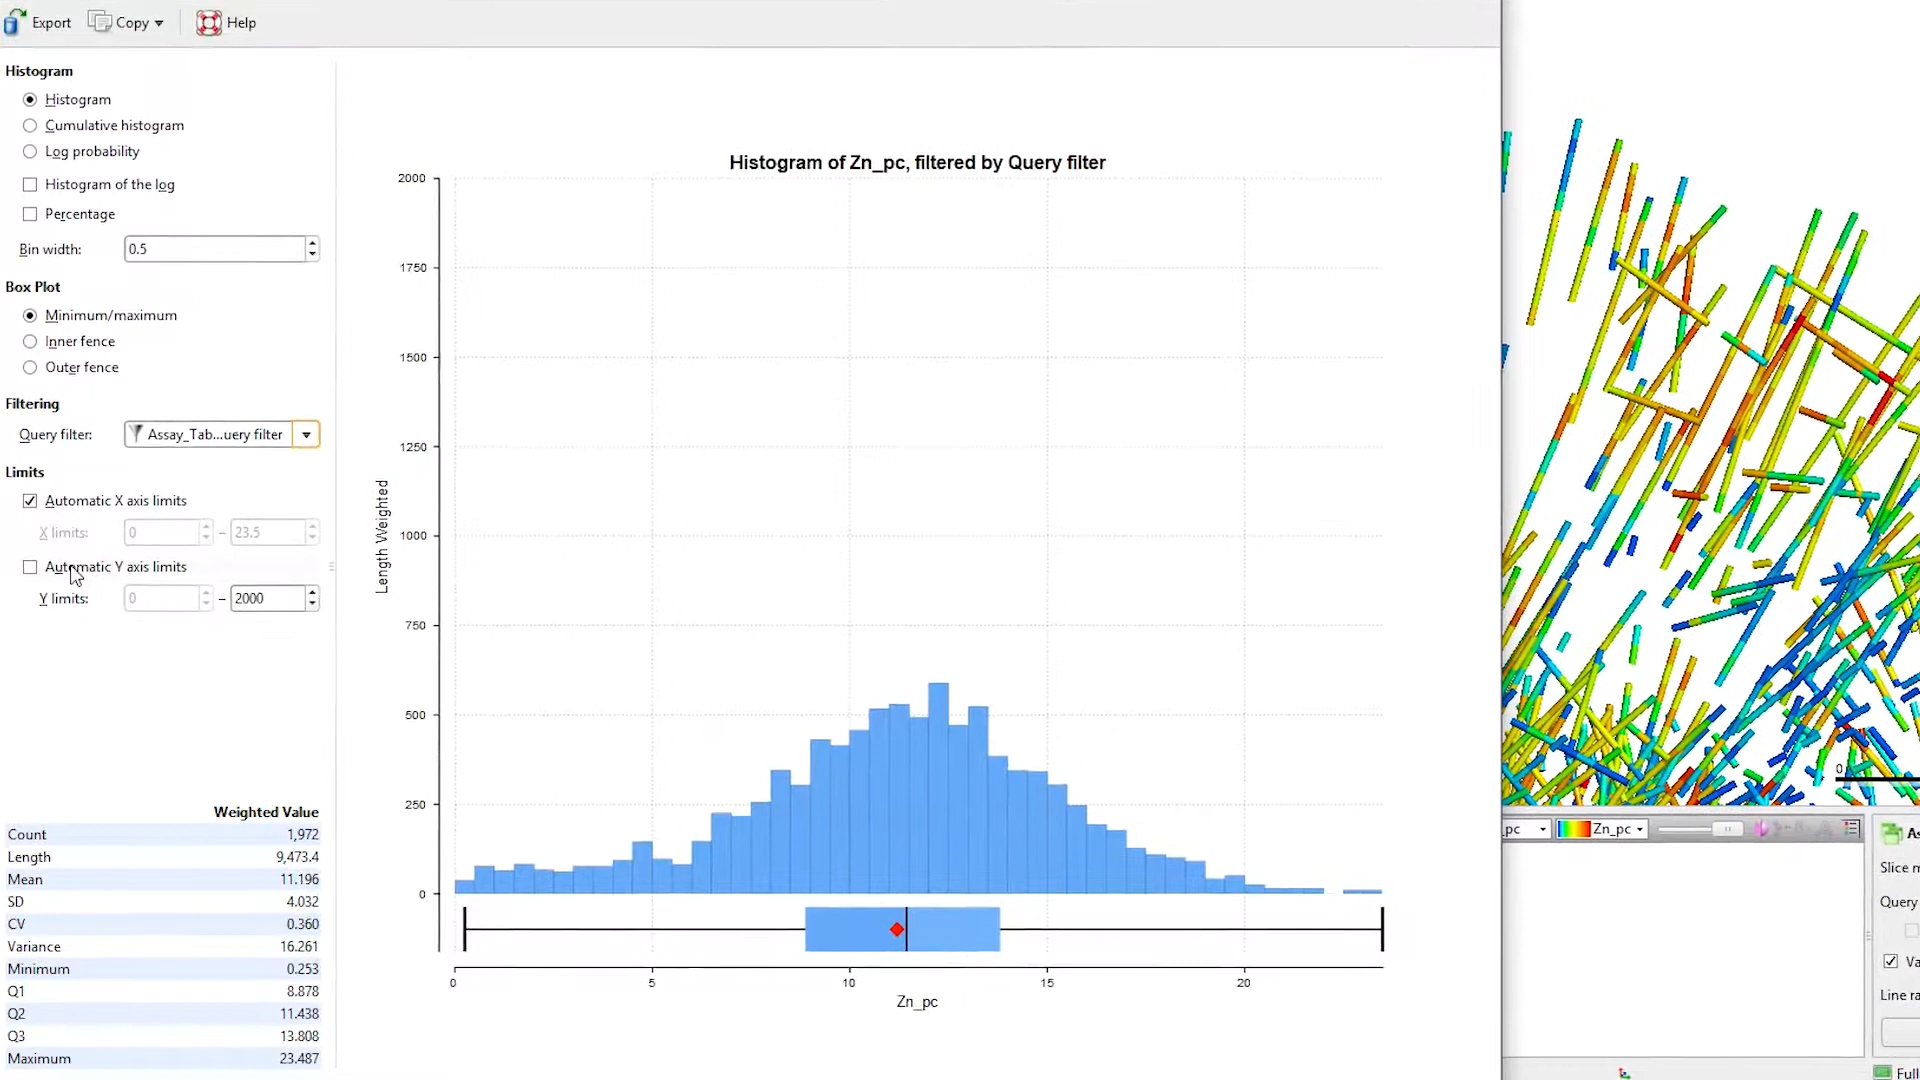 Export Copy Help
Histogram
Histogram
Cumulative histogram
Log probability
Histogram of the log
Percentage
Bin width: 0.5
Box Plot
Minimum/maximum
Inner fence
Outer fence
Filtering
Query filter: Assay_Tab...uery filter
Limits
Automatic X axis limits
X limits: 0 – 23.5
Automatic Y axis limits
Y limits: 0 – 2000
Weighted Value
Count 1,972
Length 9,473.4
Mean 11.196
SD 4.032
CV 0.360
Variance 16.261
Minimum 0.253
Q1 8.878
Q2 11.438
Q3 13.808
Maximum 23.487
Histogram of Zn_pc, filtered by Query filter
2000
1750
1500
1250
1000
750
500
250
0
Length Weighted
0 5 10 15 20
Zn_pc
0
_pc Zn_pc
As
Slice m
Query
Va
Line ra
Full